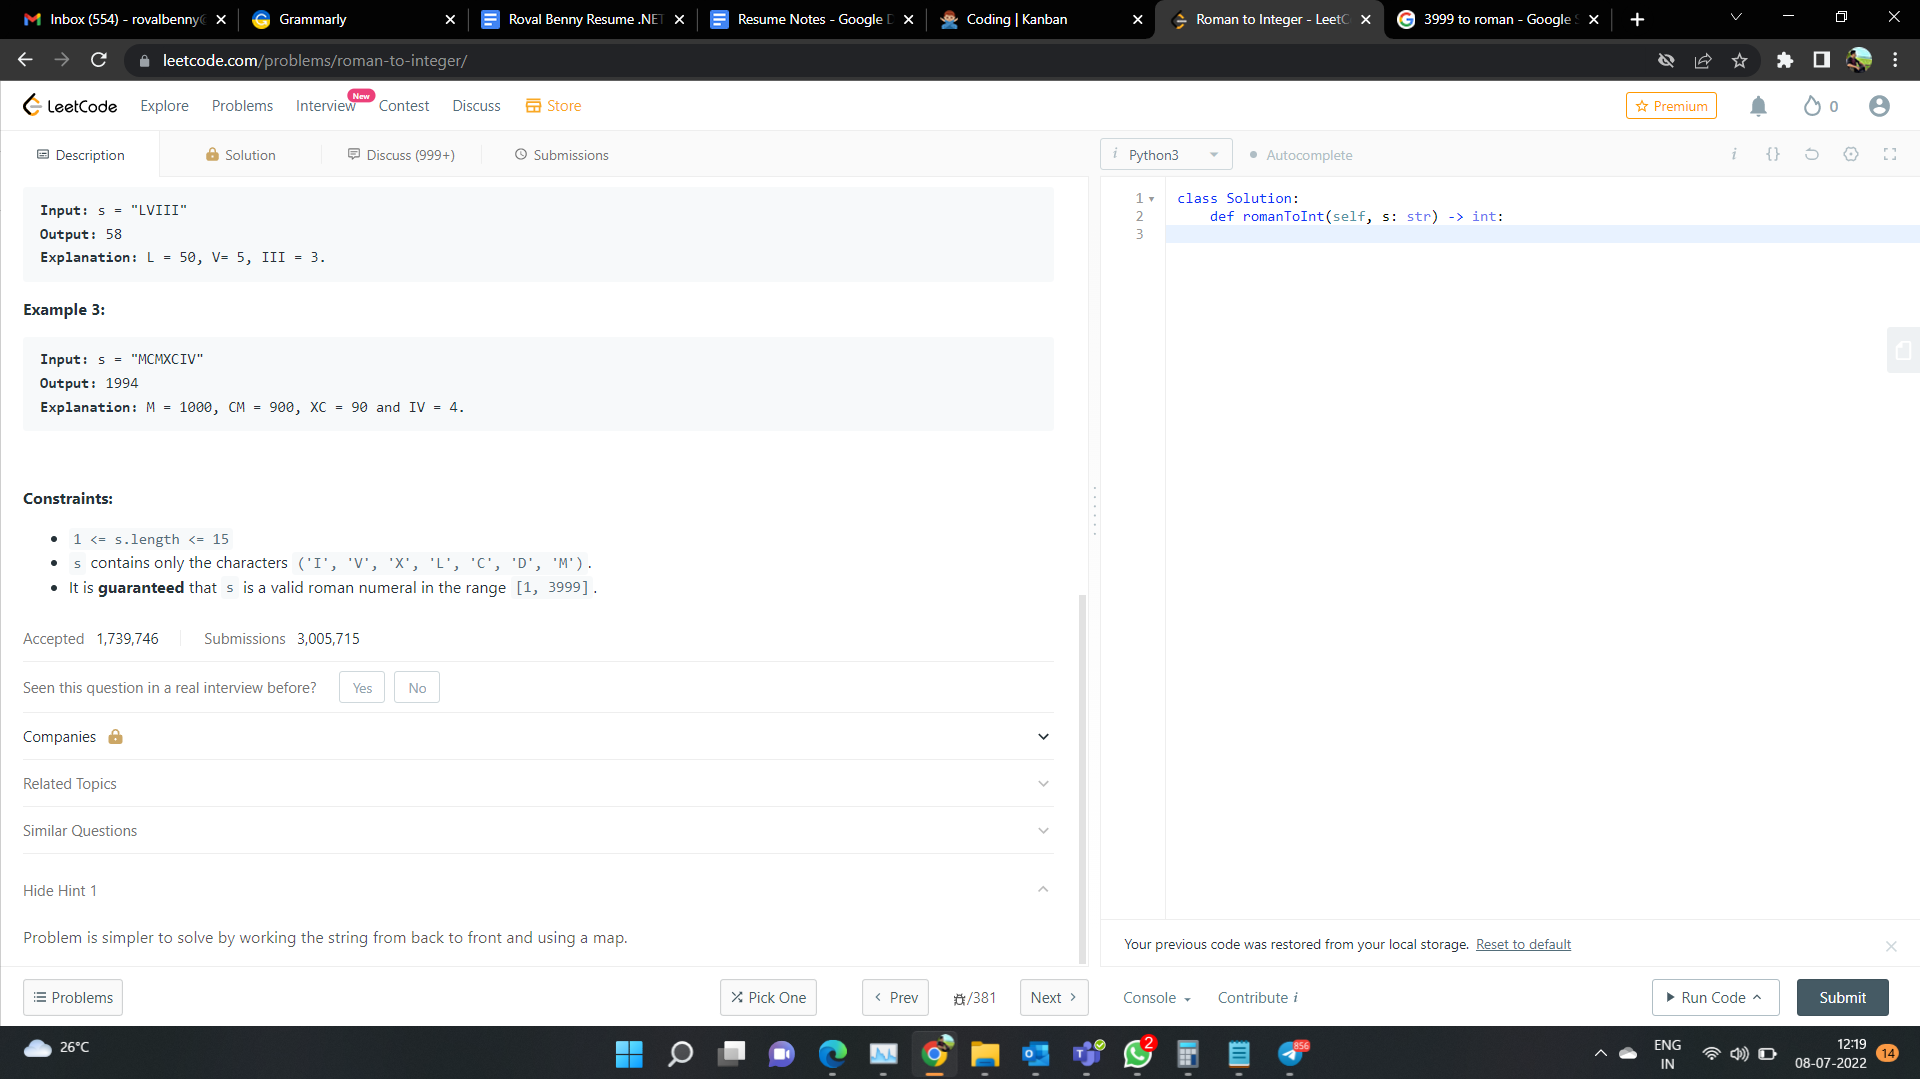 Inbox (554) - rovalbenny@
Grammarly
Roval Benny Resume .NET
Resume Notes - Google D
Coding | Kanban
Roman to Integer - LeetCo
3999 to roman - Google S
leetcode.com/problems/roman-to-integer/
LeetCode
Explore
Problems
Interview
New
Contest
Discuss
Store
Premium
0
Description
Solution
Discuss (999+)
Submissions
i Python3
Autocomplete
i {}
Input: s = "LVIII"
Output: 58
Explanation: L = 50, V= 5, III = 3.
Example 3:
Input: s = "MCMXCIV"
Output: 1994
Explanation: M = 1000, CM = 900, XC = 90 and IV = 4.
Constraints:
1 <= s.length <= 15
s contains only the characters ('I', 'V', 'X', 'L', 'C', 'D', 'M').
It is guaranteed that s is a valid roman numeral in the range [1, 3999].
Accepted 1,739,746 Submissions 3,005,715
Seen this question in a real interview before? Yes No
Companies
Related Topics
Similar Questions
Hide Hint 1
Problem is simpler to solve by working the string from back to front and using a map.
1 class Solution:
2 def romanToInt(self, s: str) -> int:
3
Your previous code was restored from your local storage. Reset to default
Problems
Pick One
Prev
/381
Next
Console
Contribute i
Run Code
Submit
26°C
2
856
ENG
IN
12:19
08-07-2022
14